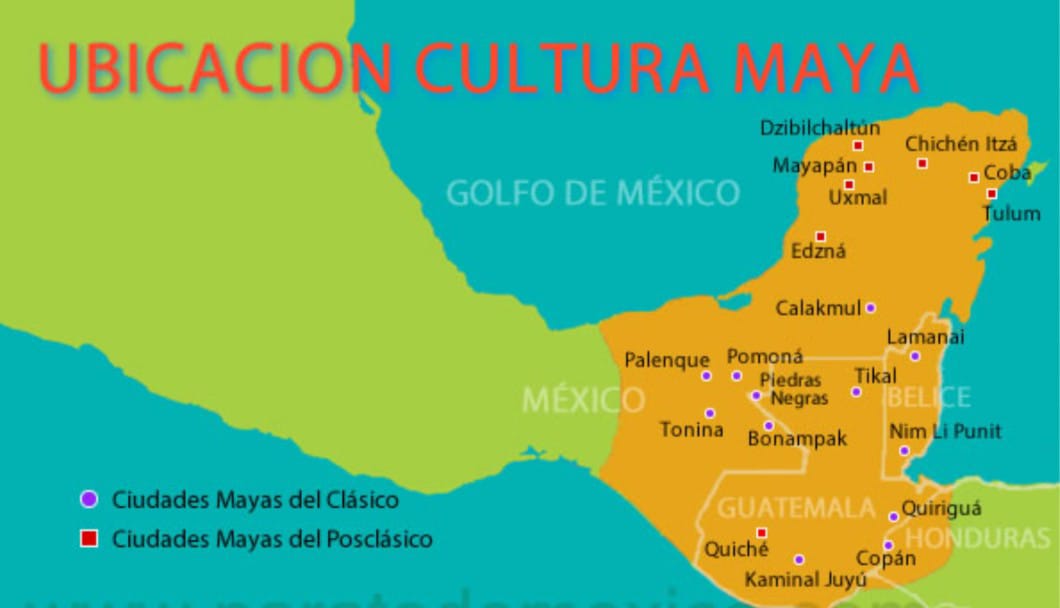 UBICACION CULTURA MAYA
Dzibilchaltún
Chichén Itzá
Mayapán
Coba
GOLFO DE MÉXICO
Uxmal
Tulum
Edzná
Calakmul
Lamanai
Palenque
Pomoná
Piedras
Negras
Tikal
MÉXICO
BELICE
Tonina
Bonampak
Nim Li Punit
Ciudades Mayas del Clásico
GUATEMALA
Quiriguá
Ciudades Mayas del Posclásico
HONDURAS
Quiché
Copán
Kaminal Juyú